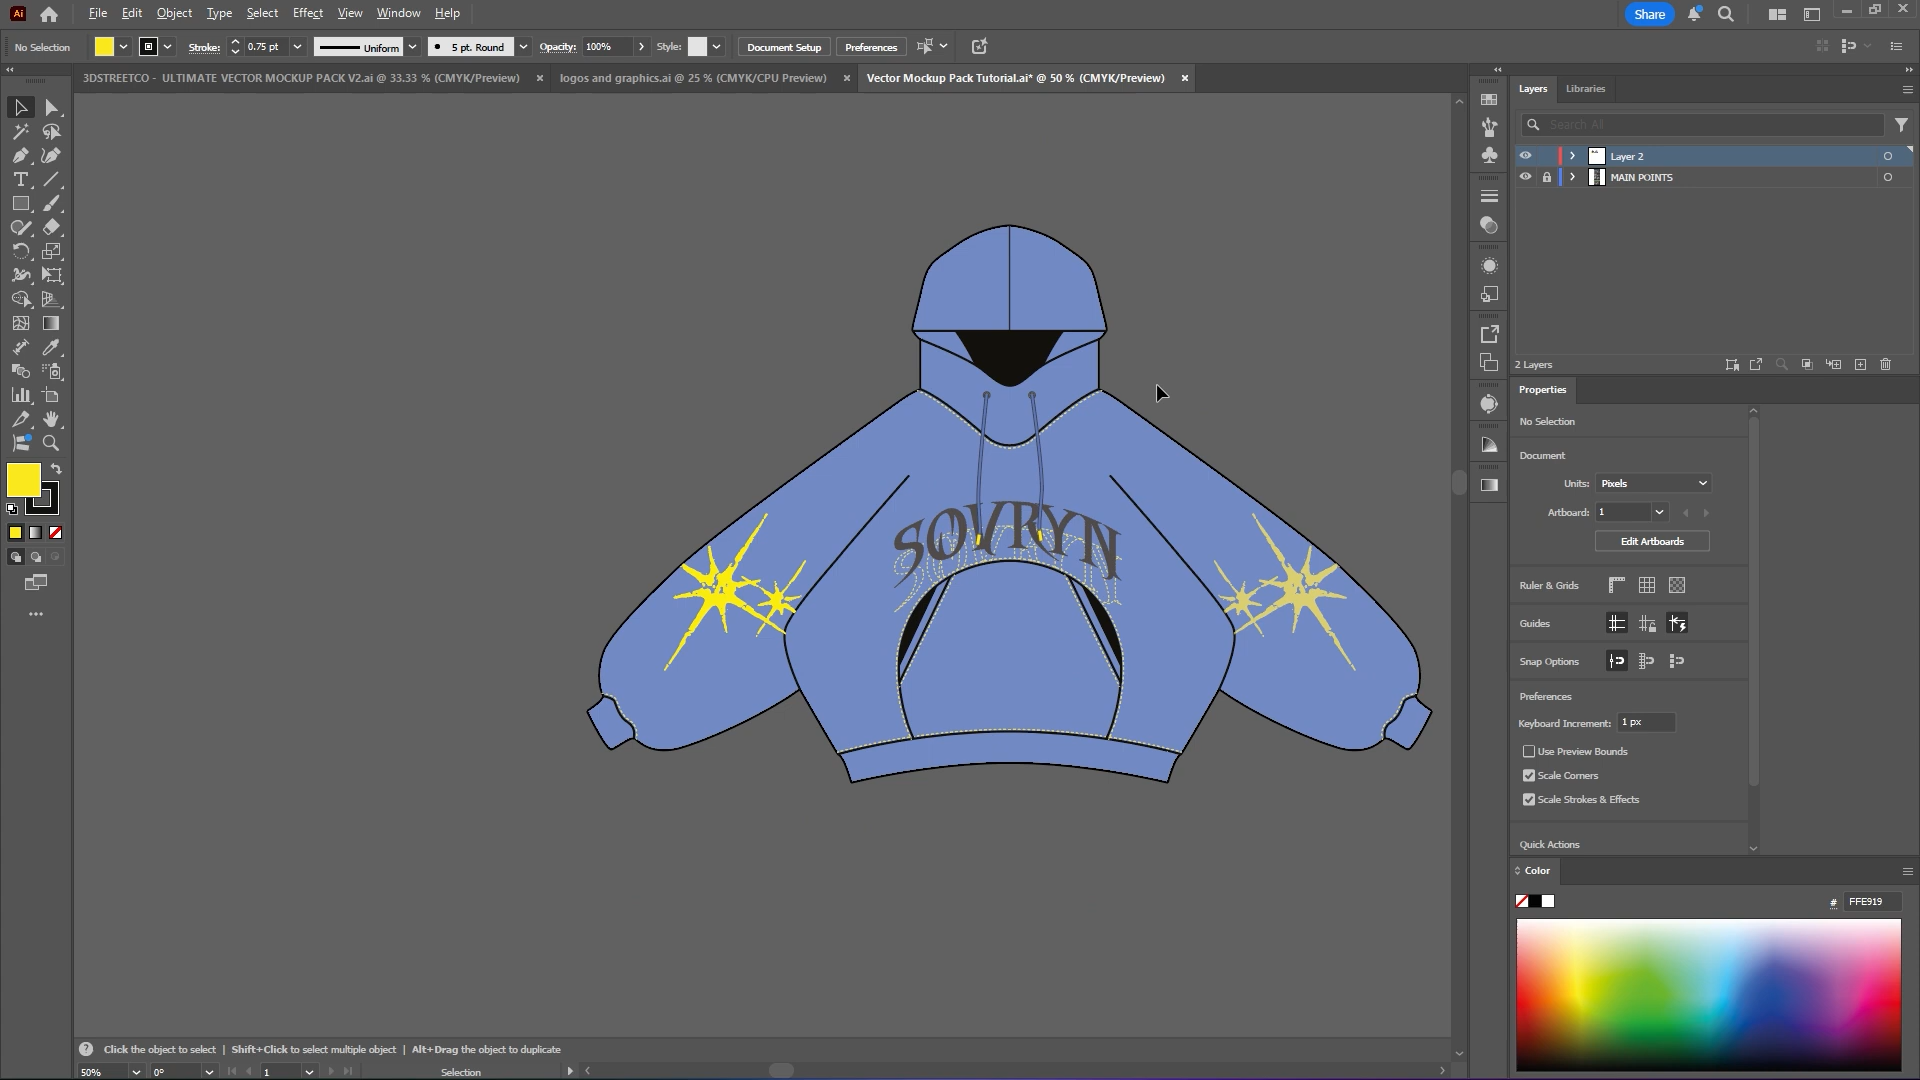 Ai File Edit Object Type Select Effect View Window Help Share
No Selection Stroke: 0.75 pt Uniform 5 pt. Round Opacity: 100% Style: Document Setup Preferences
3DSTREETCO - ULTIMATE VECTOR MOCKUP PACK V2.ai @ 33.33 % (CMYK/Preview) × logos and graphics.ai @ 25 % (CMYK/CPU Preview) × Vector Mockup Pack Tutorial.ai* @ 50 % (CMYK/Preview) ×
Layers Libraries
Search All
Layer 2
MAIN POINTS
2 Layers
Properties
No Selection
Document
Units: Pixels
Artboard: 1
Edit Artboards
Ruler & Grids
Guides
Snap Options
Preferences
Keyboard Increment: 1 px
Use Preview Bounds
Scale Corners
Scale Strokes & Effects
Quick Actions
Color
# FFE919
SOVRYN
? Click the object to select | Shift+Click to select multiple object | Alt+Drag the object to duplicate
50% 0° 1 Selection